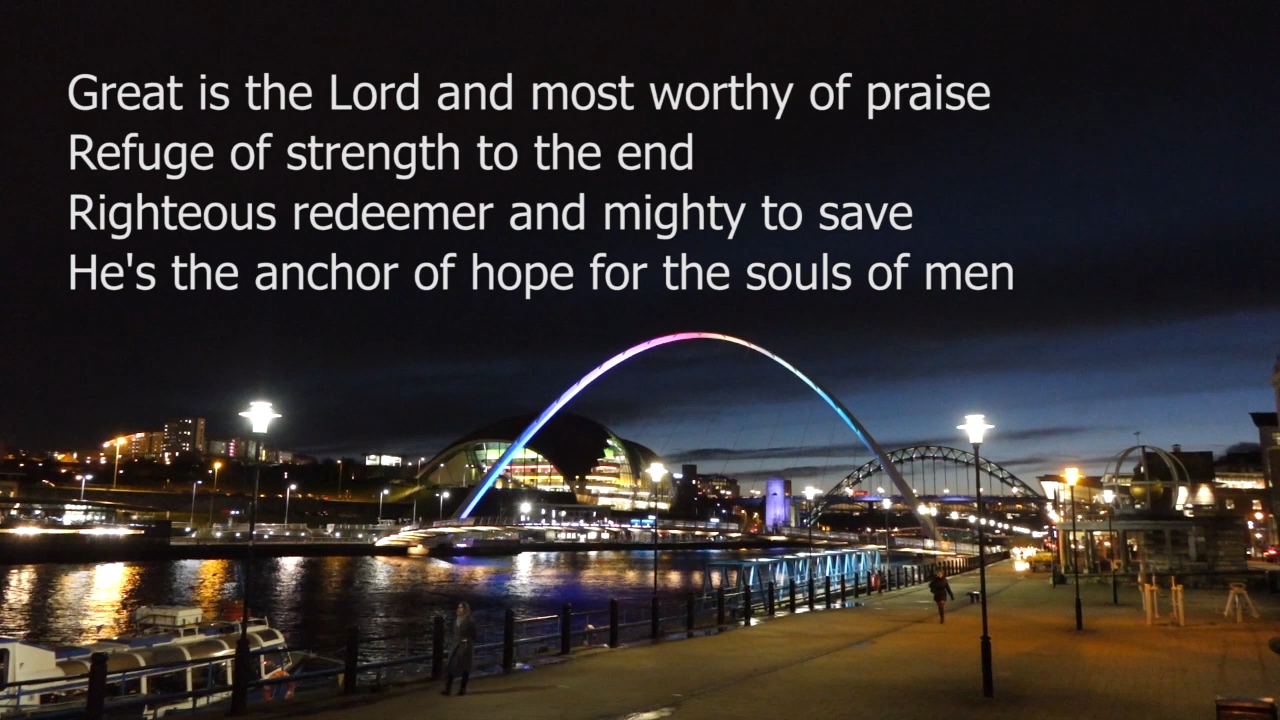 Great is the Lord and most worthy of praise
Refuge of strength to the end
Righteous redeemer and mighty to save
He's the anchor of hope for the souls of men